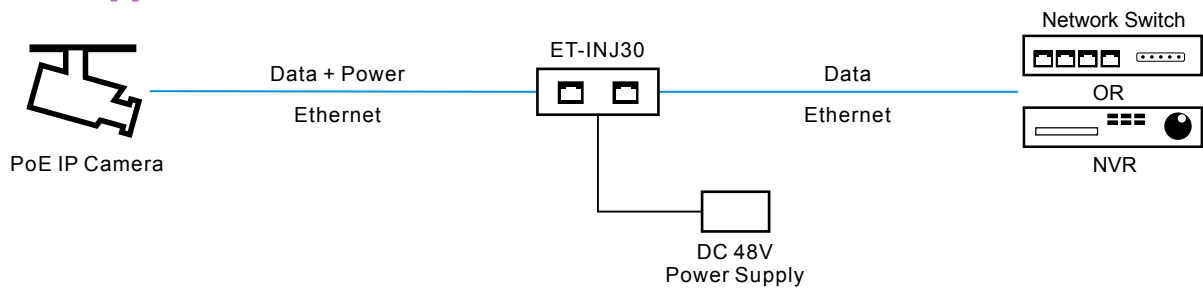 Network Switch
ET-INJ30
Data + Power
Data
OR
Ethernet
Ethernet
PoE IP Camera
NVR
DC 48V
Power Supply